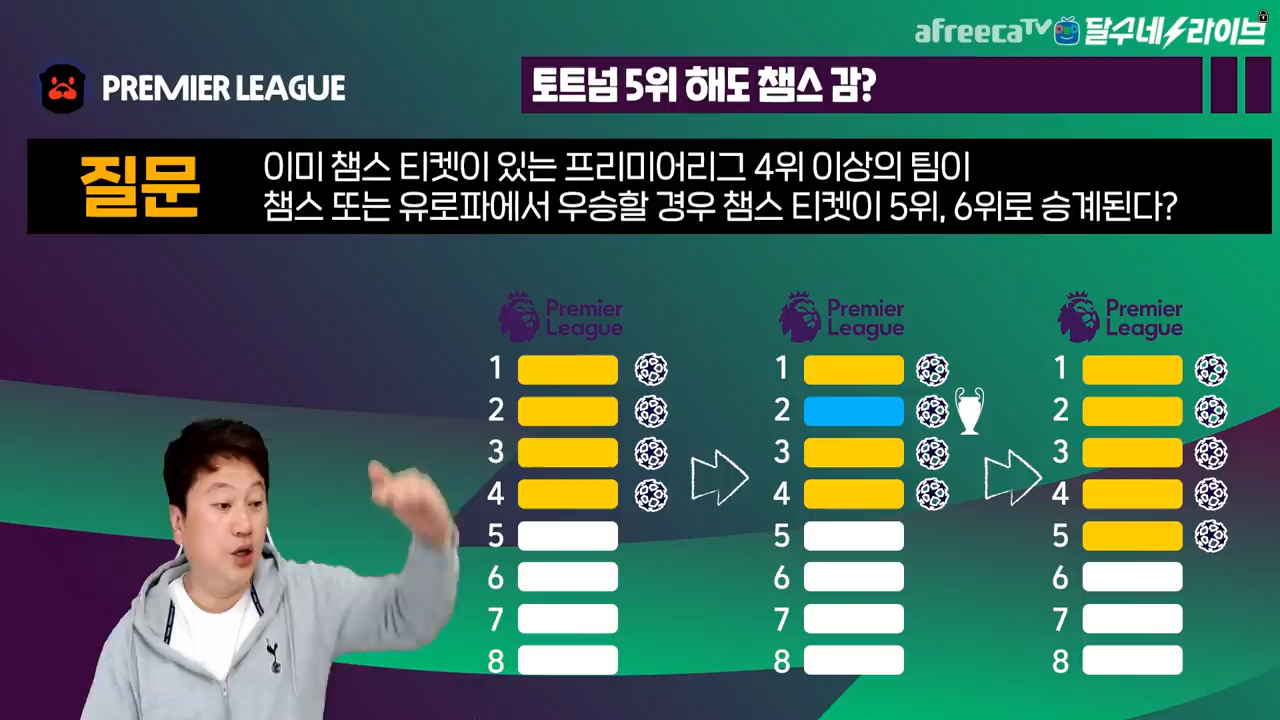 afreecaTV 달수네라이브
PREMIER LEAGUE
토트넘 5위 해도 챔스 감?
질문
이미 챔스 티켓이 있는 프리미어리그 4위 이상의 팀이
챔스 또는 유로파에서 우승할 경우 챔스 티켓이 5위, 6위로 승계된다?
Premier
League
1
2
3
4
5
6
7
8
Premier
League
1
2
3
4
5
6
7
8
Premier
League
1
2
3
4
5
6
7
8